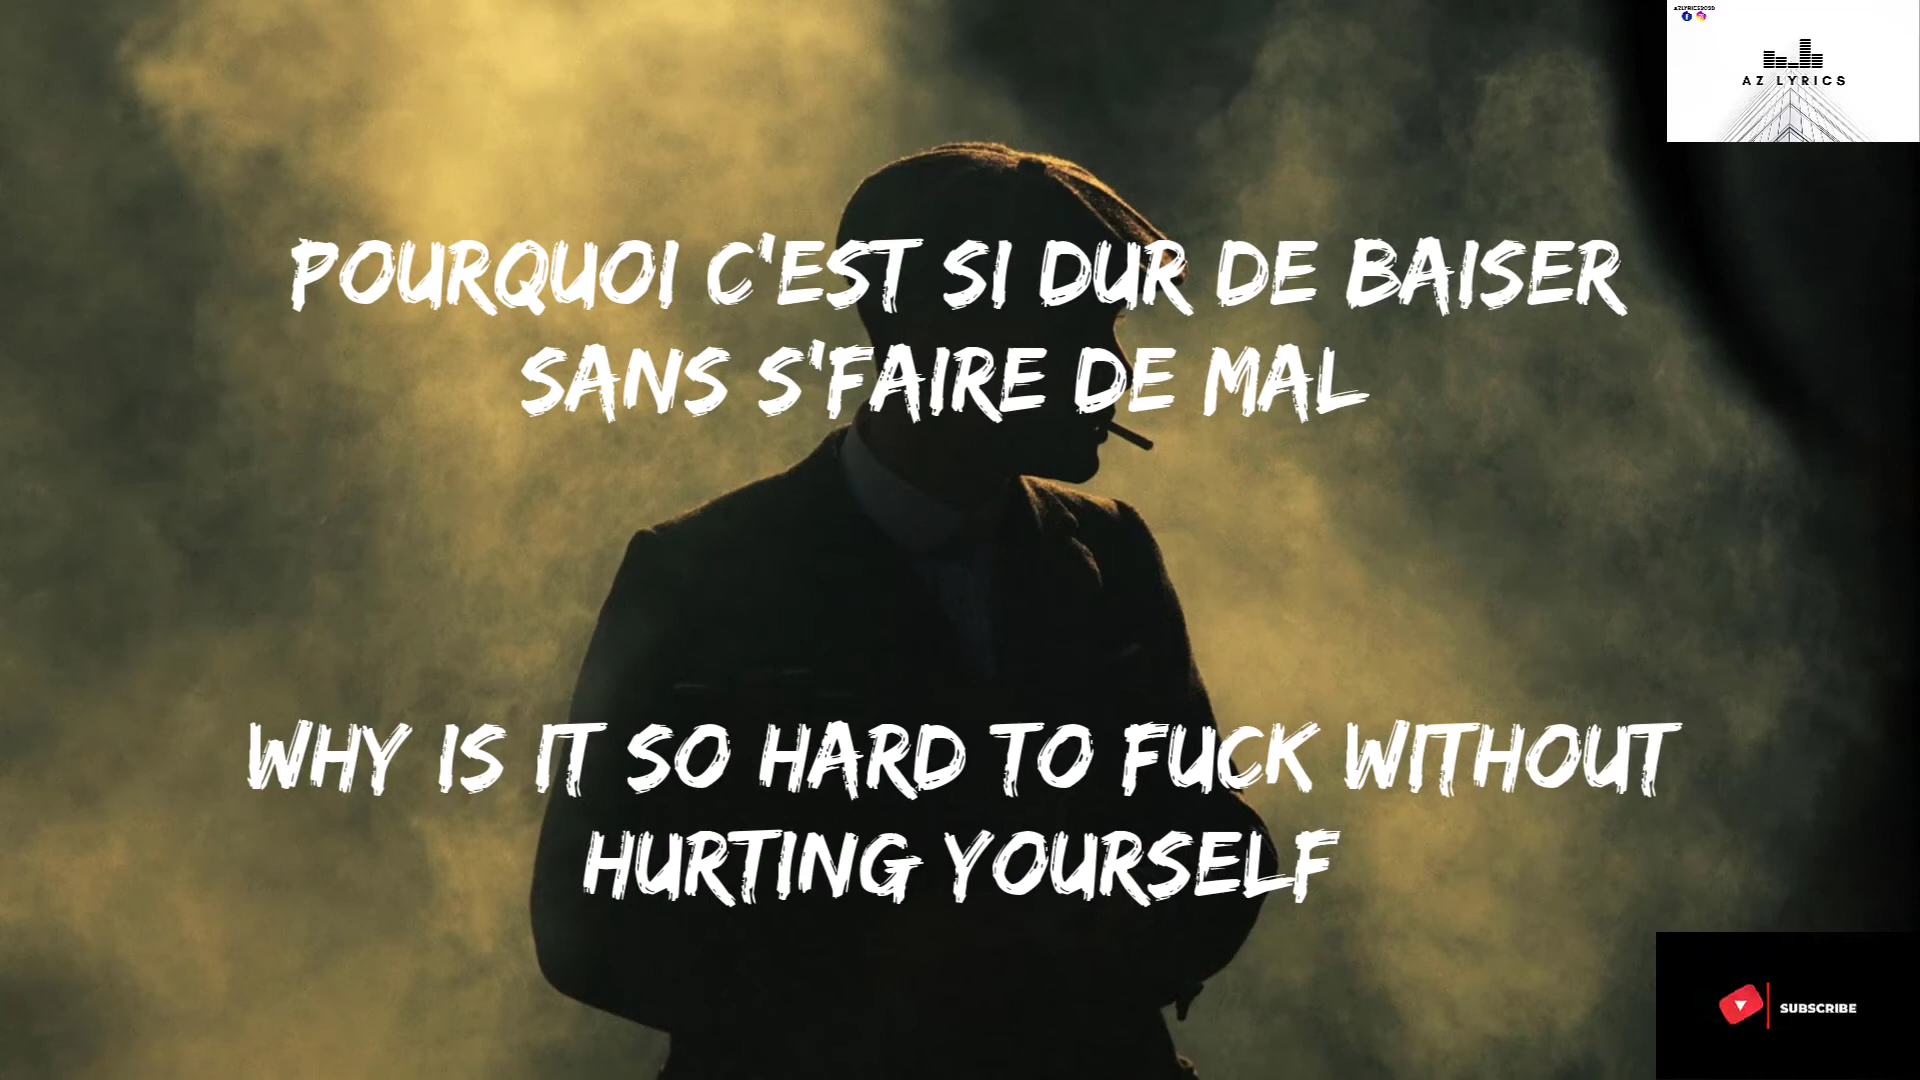 AZLYRICS2020
AZ LYRICS
POURQUOI C'EST SI DUR DE BAISER
SANS S'FAIRE DE MAL
WHY IS IT SO HARD TO FUCK WITHOUT
HURTING YOURSELF
SUBSCRIBE